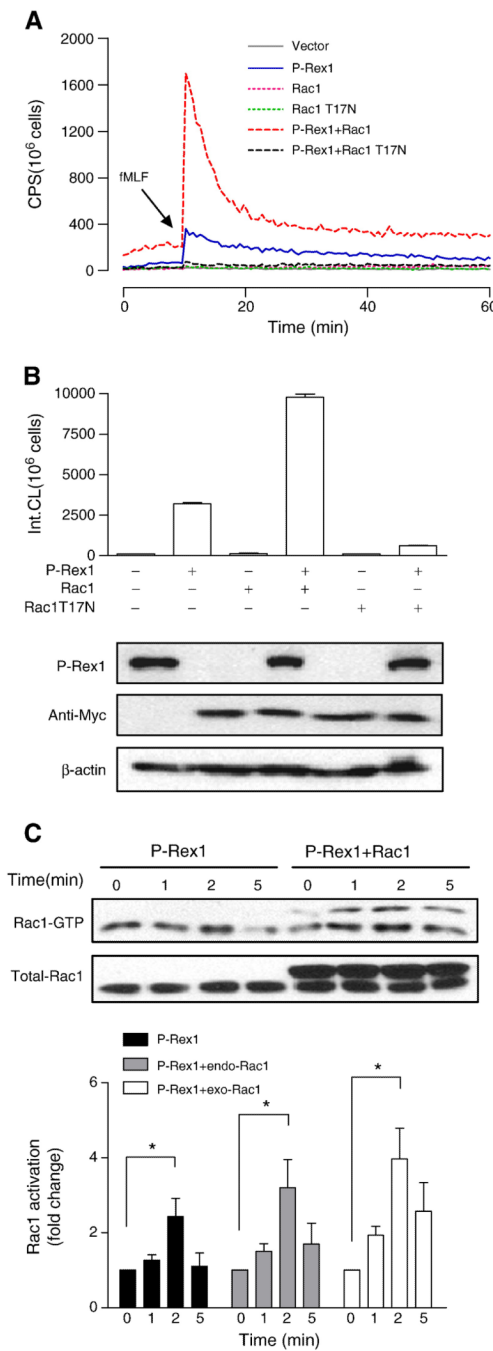 A
2000
1600
1200
800
400
0
CPS(10⁶ cells)
fMLF
Vector
P-Rex1
Rac1
Rac1 T17N
P-Rex1+Rac1
P-Rex1+Rac1 T17N
0 20 40 60
Time (min)
B
10000
7500
5000
2500
0
Int.CL(10⁶ cells)
P-Rex1 – + – + – +
Rac1 – – + + – –
Rac1T17N – – – – + +
P-Rex1
Anti-Myc
β-actin
C
P-Rex1 P-Rex1+Rac1
Time(min) 0 1 2 5 0 1 2 5
Rac1-GTP
Total-Rac1
P-Rex1
P-Rex1+endo-Rac1
P-Rex1+exo-Rac1
6
4
2
0
Rac1 activation
(fold change)
* * *
0 1 2 5 0 1 2 5 0 1 2 5
Time (min)